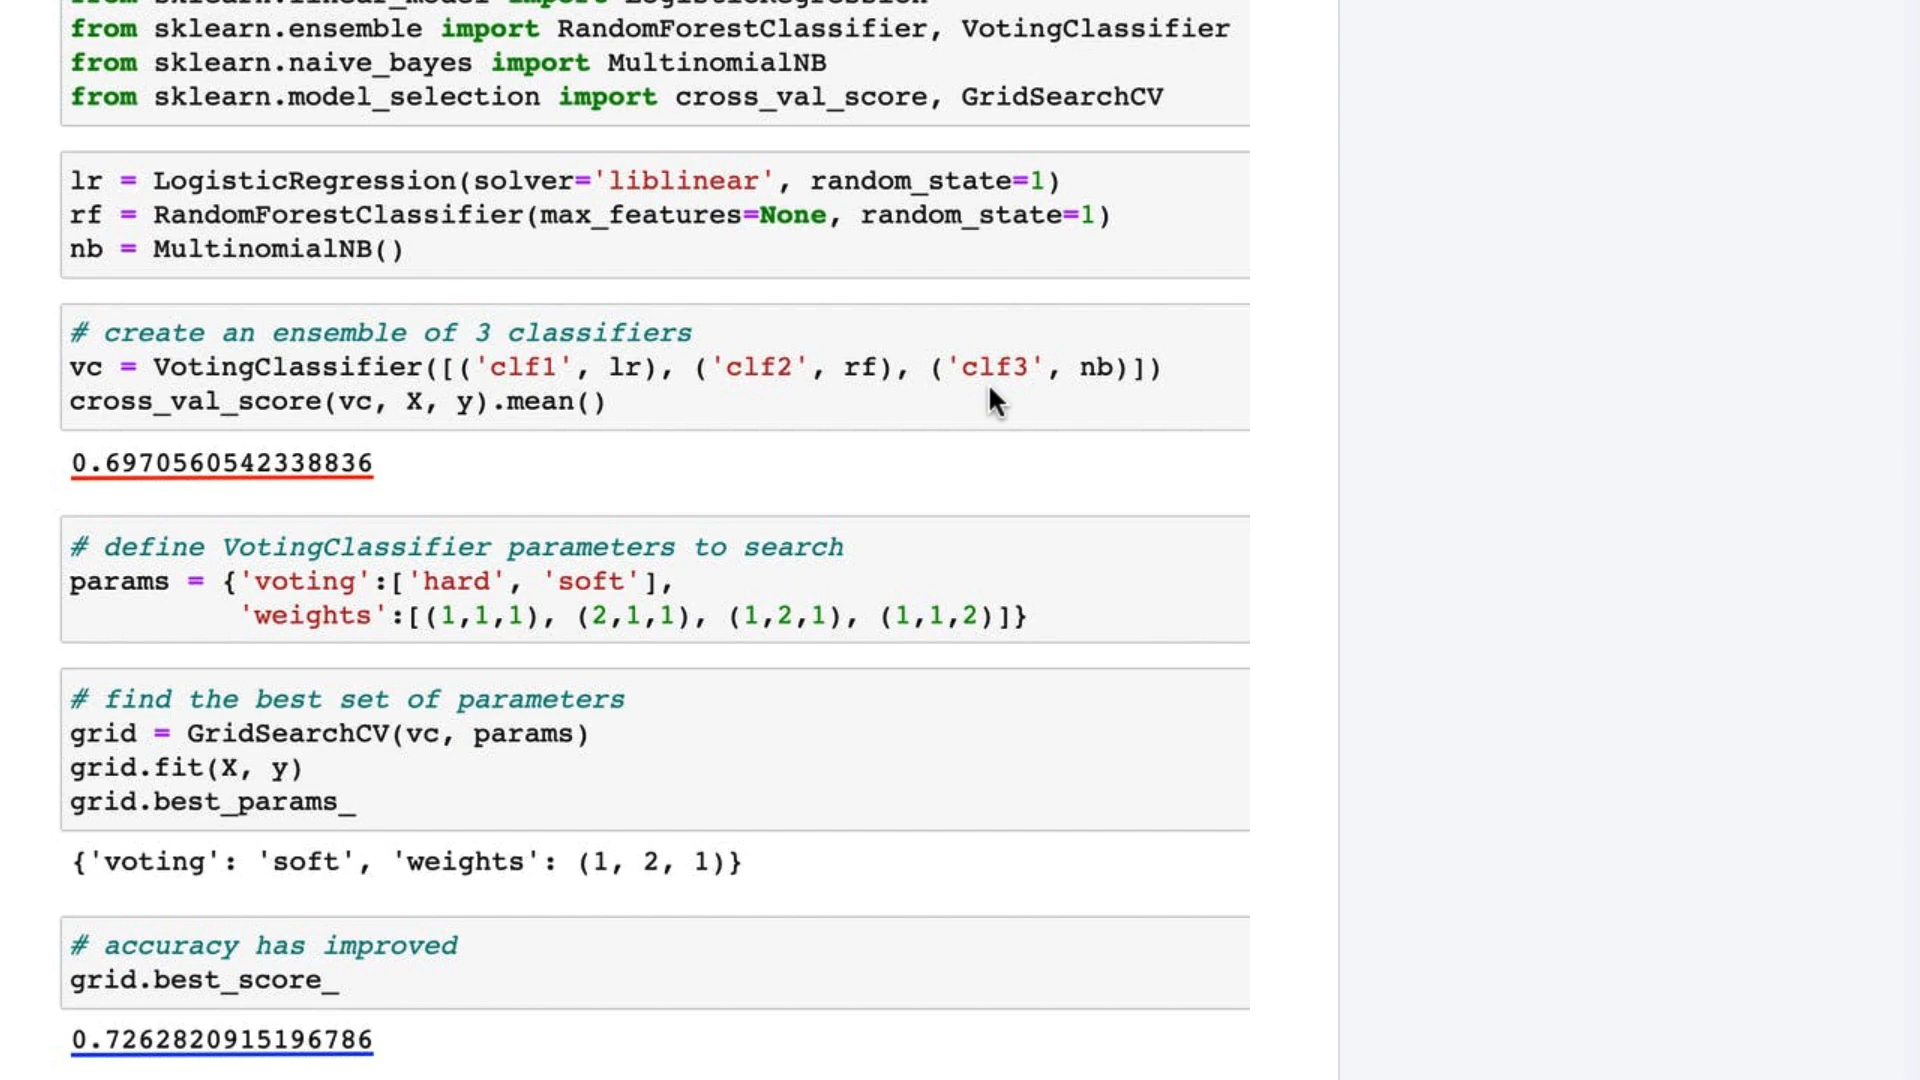 from sklearn.linear_model import LogisticRegression
from sklearn.ensemble import RandomForestClassifier, VotingClassifier
from sklearn.naive_bayes import MultinomialNB
from sklearn.model_selection import cross_val_score, GridSearchCV
lr = LogisticRegression(solver='liblinear', random_state=1)
rf = RandomForestClassifier(max_features=None, random_state=1)
nb = MultinomialNB()
# create an ensemble of 3 classifiers
vc = VotingClassifier([('clf1', lr), ('clf2', rf), ('clf3', nb)])
cross_val_score(vc, X, y).mean()
0.6970560542338836
# define VotingClassifier parameters to search
params = {'voting':['hard', 'soft'],
'weights':[(1,1,1), (2,1,1), (1,2,1), (1,1,2)]}
# find the best set of parameters
grid = GridSearchCV(vc, params)
grid.fit(X, y)
grid.best_params_
{'voting': 'soft', 'weights': (1, 2, 1)}
# accuracy has improved
grid.best_score_
0.7262820915196786